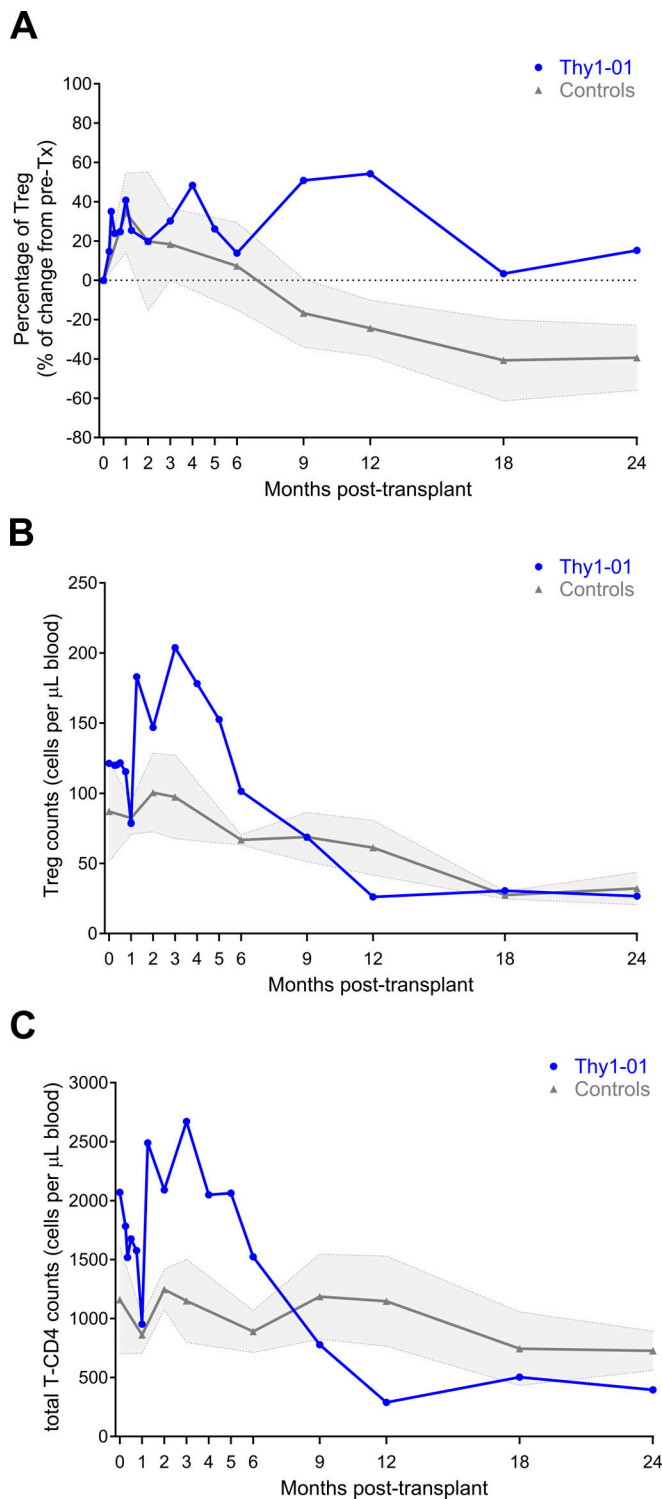 A
Thy1-01
Controls
Percentage of Treg
(% of change from pre-Tx)
100
80
60
40
20
0
-20
-40
-60
-80
0 1 2 3 4 5 6 9 12 18 24
Months post-transplant
B
Thy1-01
Controls
Treg counts (cells per μL blood)
250
200
150
100
50
0
0 1 2 3 4 5 6 9 12 18 24
Months post-transplant
C
Thy1-01
Controls
total T-CD4 counts (cells per μL blood)
3000
2500
2000
1500
1000
500
0
0 1 2 3 4 5 6 9 12 18 24
Months post-transplant